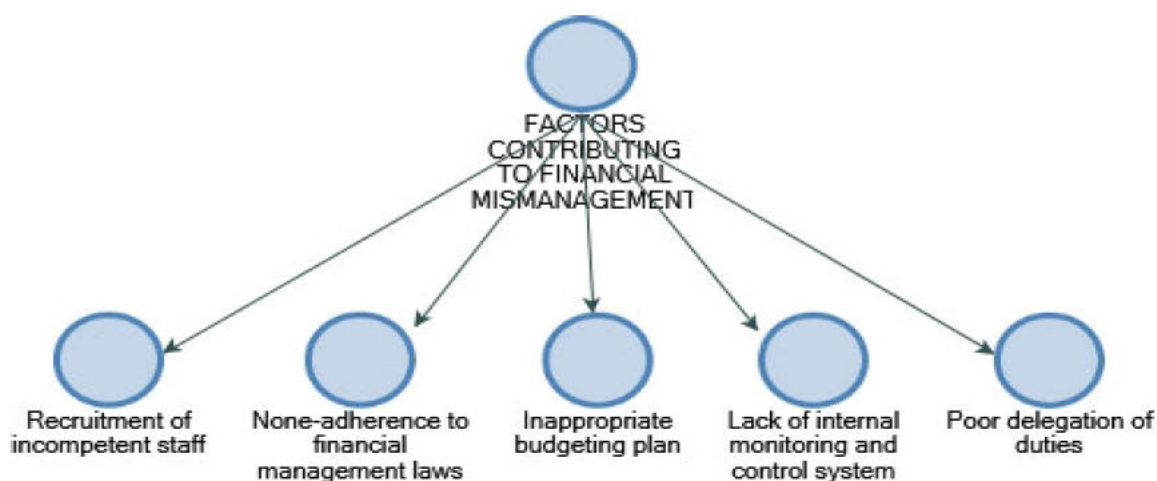 FACTORS
CONTRIBUTING
TO FINANCIAL
MISMANAGEMENT
Recruitment of
incompetent staff
None-adherence to
financial
management laws
Inappropriate
budgeting plan
Lack of internal
monitoring and
control system
Poor delegation of
duties